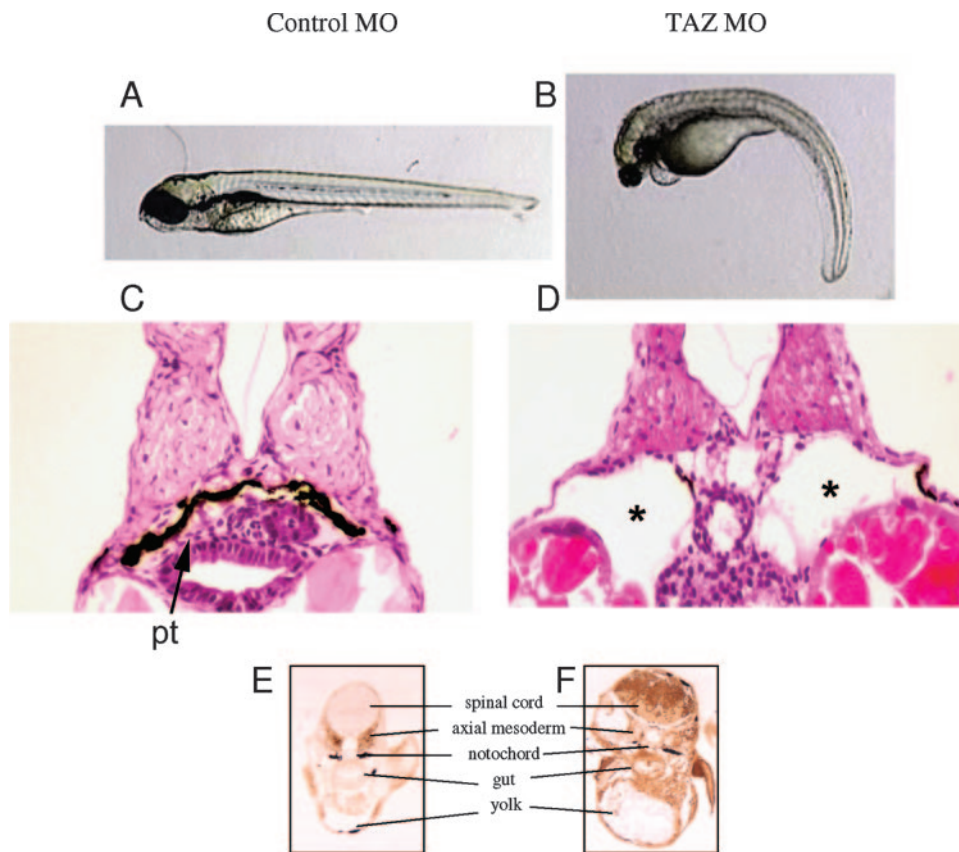 Control MO
TAZ MO
A
B
C
D
*
*
pt
E
F
spinal cord
axial mesoderm
notochord
gut
yolk